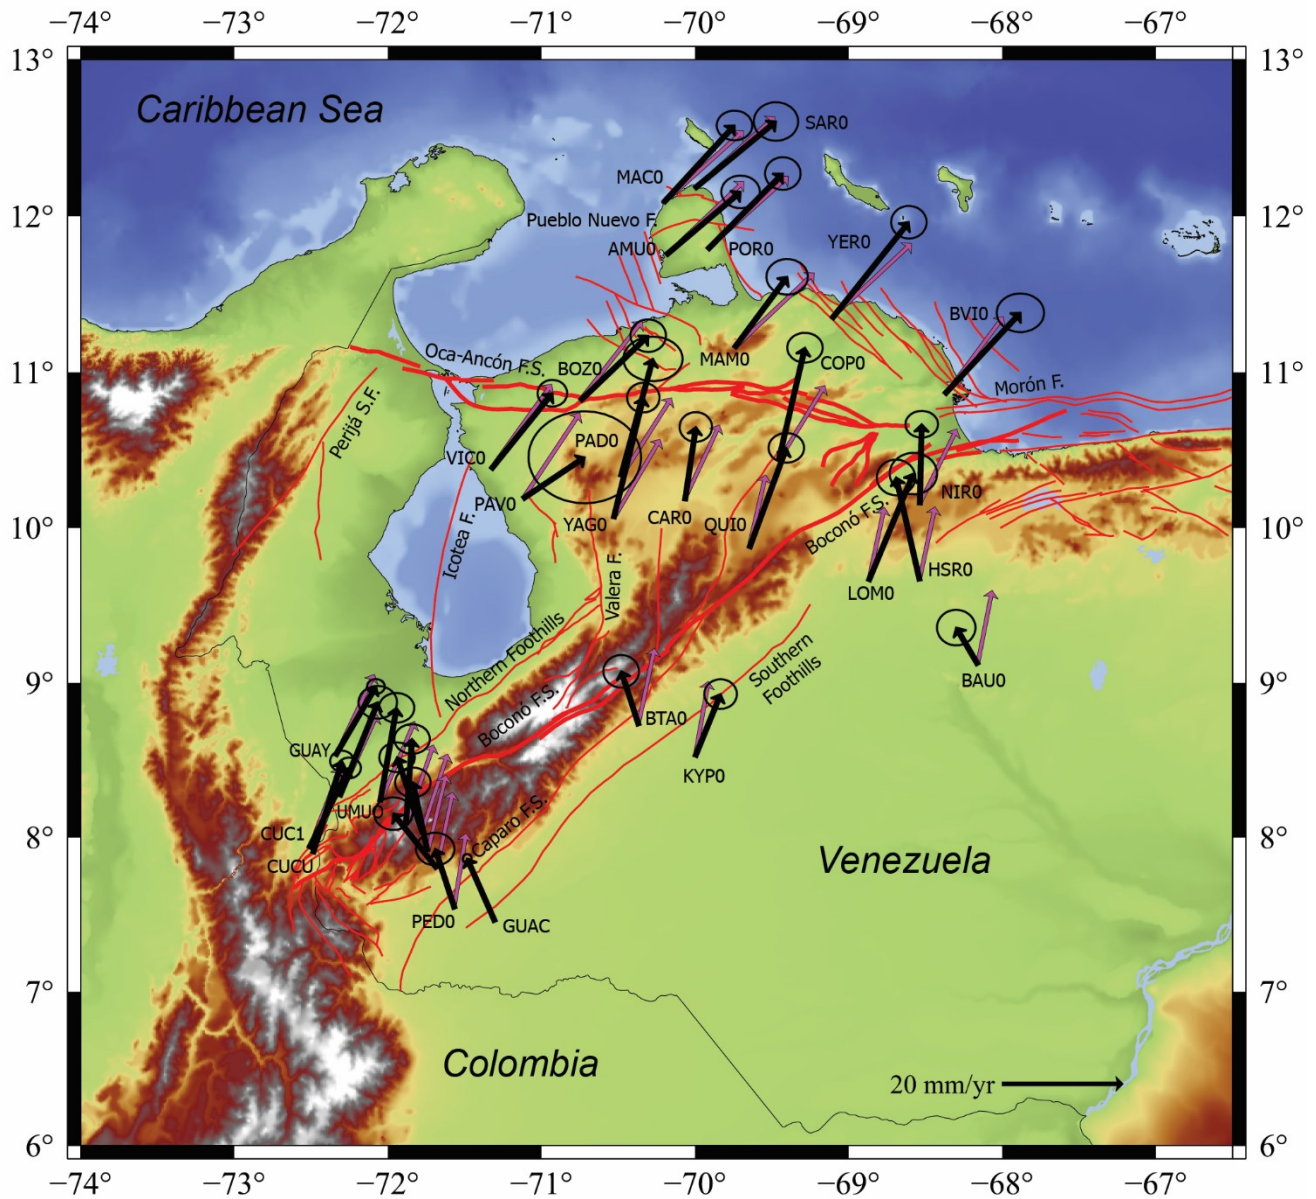 −74° −73° −72° −71° −70° −69° −68° −67°
13° 13°
Caribbean Sea
SAR0
MAC0
12° 12°
Pueblo Nuevo F.
AMU0 POR0 YER0
BVI0
Oca-Ancón F.S.
BOZ0 MAM0 COP0
11° 11°
Morón F.
Perijá S.F.
PAD0
VIC0
NIR0
PAV0
YAG0 CAR0 QUI0
10° 10°
Icotea F.
Valera F.
Boconó F.S.
HSR0
LOM0
Northern Foothills
Southern
Foothills
BAU0
9° 9°
Boconó F.S.
BTA0
GUAY
KYP0
UMU0
CUC1
8° 8°
CUCU
Caparo F.S.
Venezuela
PED0 GUAC
7° 7°
Colombia
20 mm/yr
6° 6°
−74° −73° −72° −71° −70° −69° −68° −67°